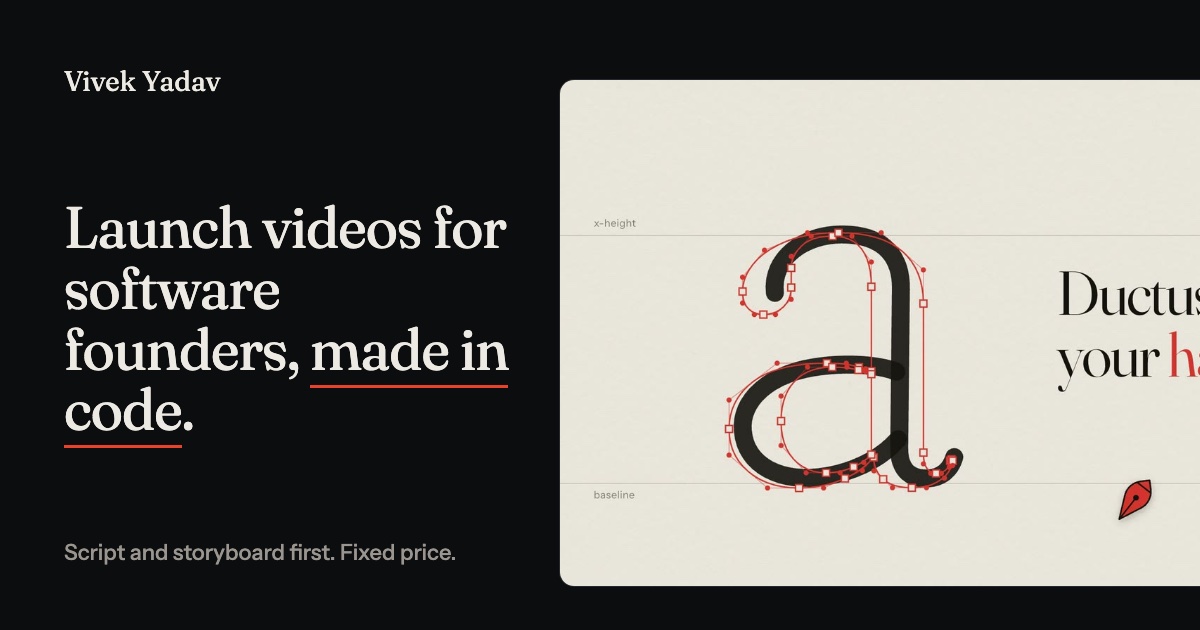 Vivek Yadav
Launch videos for
software
founders, made in
code.
Script and storyboard first. Fixed price.
x-height
a
Ductus
your
baseline